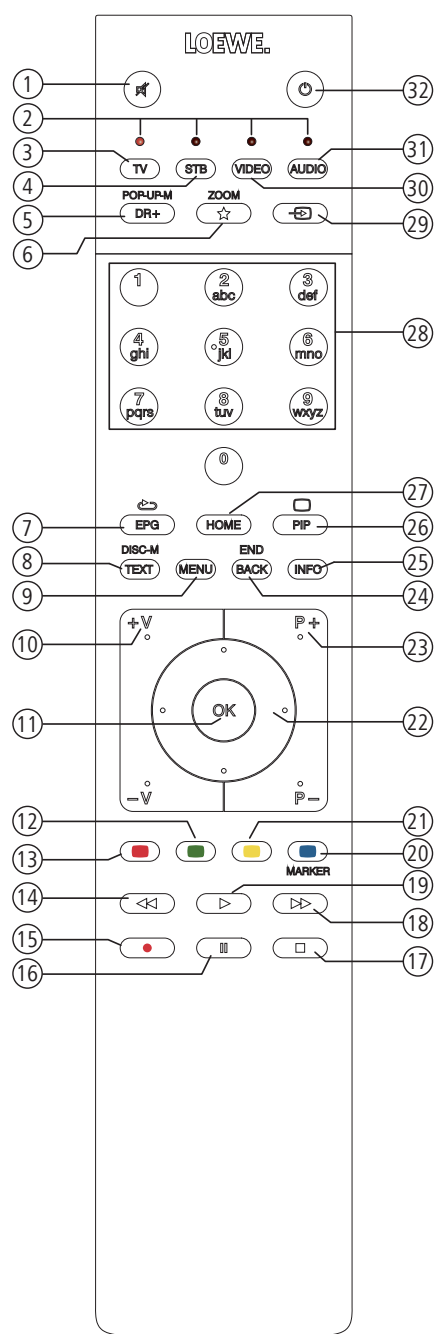 LOEWE.
1
32
2
3
TV
STB
VIDEO
AUDIO
31
4
30
POP-UP-M
ZOOM
5
DR+
29
6
1
2
3
abc
def
28
4
5
6
ghi
jkl
mno
7
8
9
pqrs
tuv
wxyz
0
27
7
EPG
HOME
PIP
26
DISC-M
END
8
TEXT
MENU
BACK
INFO
25
9
24
+V
P+
10
23
11
OK
22
–V
P–
12
21
13
20
MARKER
14
19
18
15
16
17